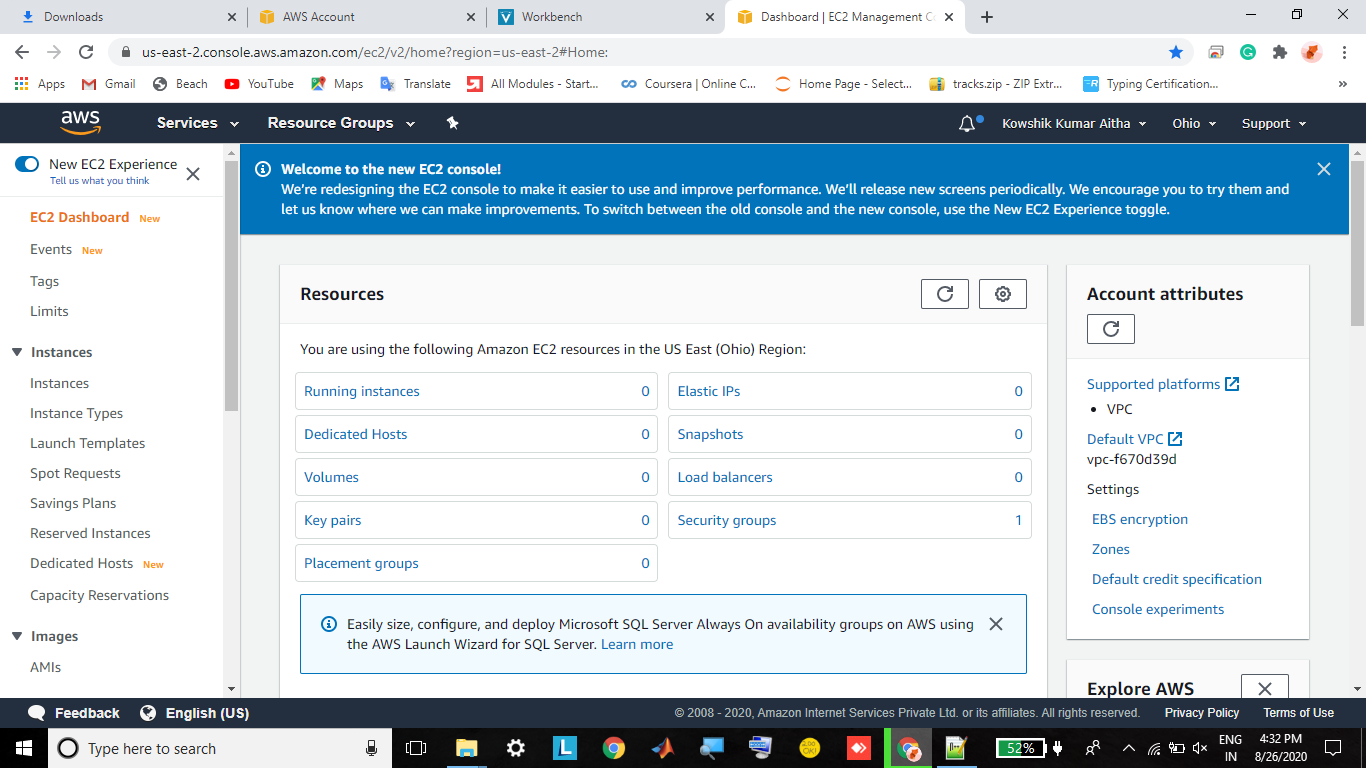 Downloads
AWS Account
Workbench
Dashboard | EC2 Management C
us-east-2.console.aws.amazon.com/ec2/v2/home?region=us-east-2#Home:
Apps
Gmail
Beach
YouTube
Maps
Translate
All Modules - Start...
Coursera | Online C...
Home Page - Select...
tracks.zip - ZIP Extr...
Typing Certification...
aws
Services
Resource Groups
Kowshik Kumar Aitha
Ohio
Support
New EC2 Experience
Tell us what you think
EC2 Dashboard New
Events New
Tags
Limits
Instances
Instances
Instance Types
Launch Templates
Spot Requests
Savings Plans
Reserved Instances
Dedicated Hosts New
Capacity Reservations
Images
AMIs
Welcome to the new EC2 console!
We're redesigning the EC2 console to make it easier to use and improve performance. We'll release new screens periodically. We encourage you to try them and
let us know where we can make improvements. To switch between the old console and the new console, use the New EC2 Experience toggle.
Resources
You are using the following Amazon EC2 resources in the US East (Ohio) Region:
Running instances 0
Elastic IPs 0
Dedicated Hosts 0
Snapshots 0
Volumes 0
Load balancers 0
Key pairs 0
Security groups 1
Placement groups 0
Easily size, configure, and deploy Microsoft SQL Server Always On availability groups on AWS using
the AWS Launch Wizard for SQL Server. Learn more
Account attributes
Supported platforms
• VPC
Default VPC
vpc-f670d39d
Settings
EBS encryption
Zones
Default credit specification
Console experiments
Explore AWS
Feedback
English (US)
© 2008 - 2020, Amazon Internet Services Private Ltd. or its affiliates. All rights reserved.
Privacy Policy
Terms of Use
Type here to search
L
52%
ENG
IN
4:32 PM
8/26/2020